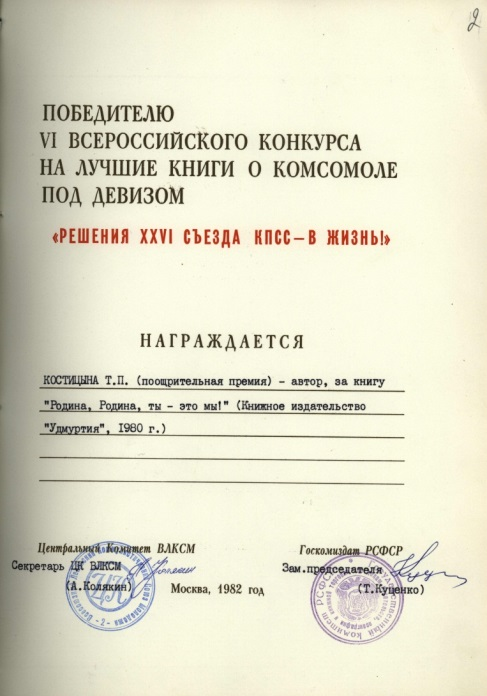 2
ПОБЕДИТЕЛЮ
VI ВСЕРОССИЙСКОГО КОНКУРСА
НА ЛУЧШИЕ КНИГИ О КОМСОМОЛЕ
ПОД ДЕВИЗОМ
«РЕШЕНИЯ XXVI СЪЕЗДА КПСС – В ЖИЗНЬ!»
НАГРАЖДАЕТСЯ
КОСТИЦЫНА Т.П. (поощрительная премия) – автор, за книгу
"Родина, Родина, ты – это мы!" (Книжное издательство
"Удмуртия", 1980 г.)
Центральный Комитет ВЛКСМ
Секретарь ЦК ВЛКСМ
(А.Колякин)
Москва, 1982 год
Госкомиздат РСФСР
Зам.председателя
(Т.Куценко)